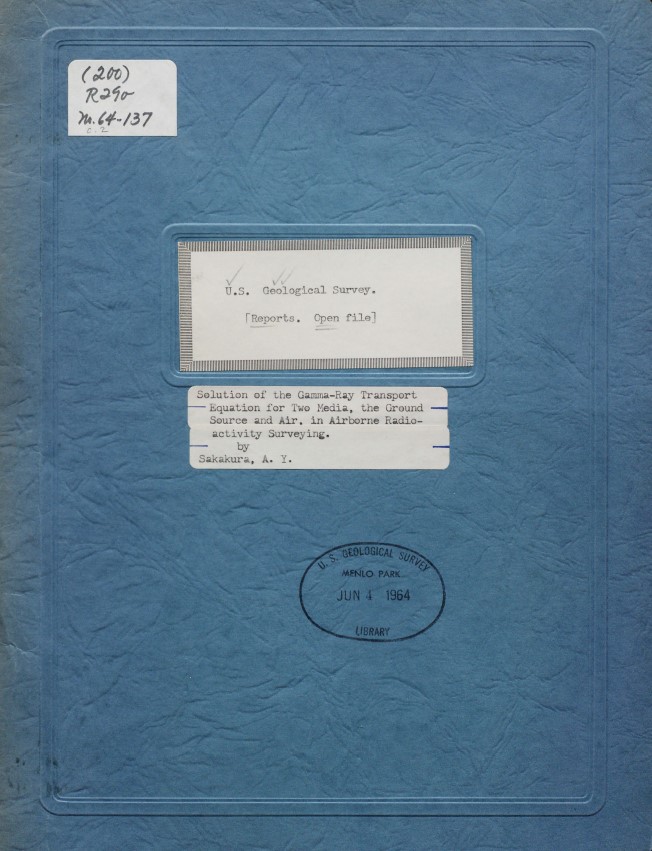 (200)
R290
M.64-137
c.2
U.S. Geological Survey.
[Reports. Open file]
Solution of the Gamma-Ray Transport
Equation for Two Media, the Ground
Source and Air, in Airborne Radio-
activity Surveying.
by
Sakakura, A. Y.
U. S. GEOLOGICAL SURVEY
MENLO PARK
JUN 4 1964
LIBRARY